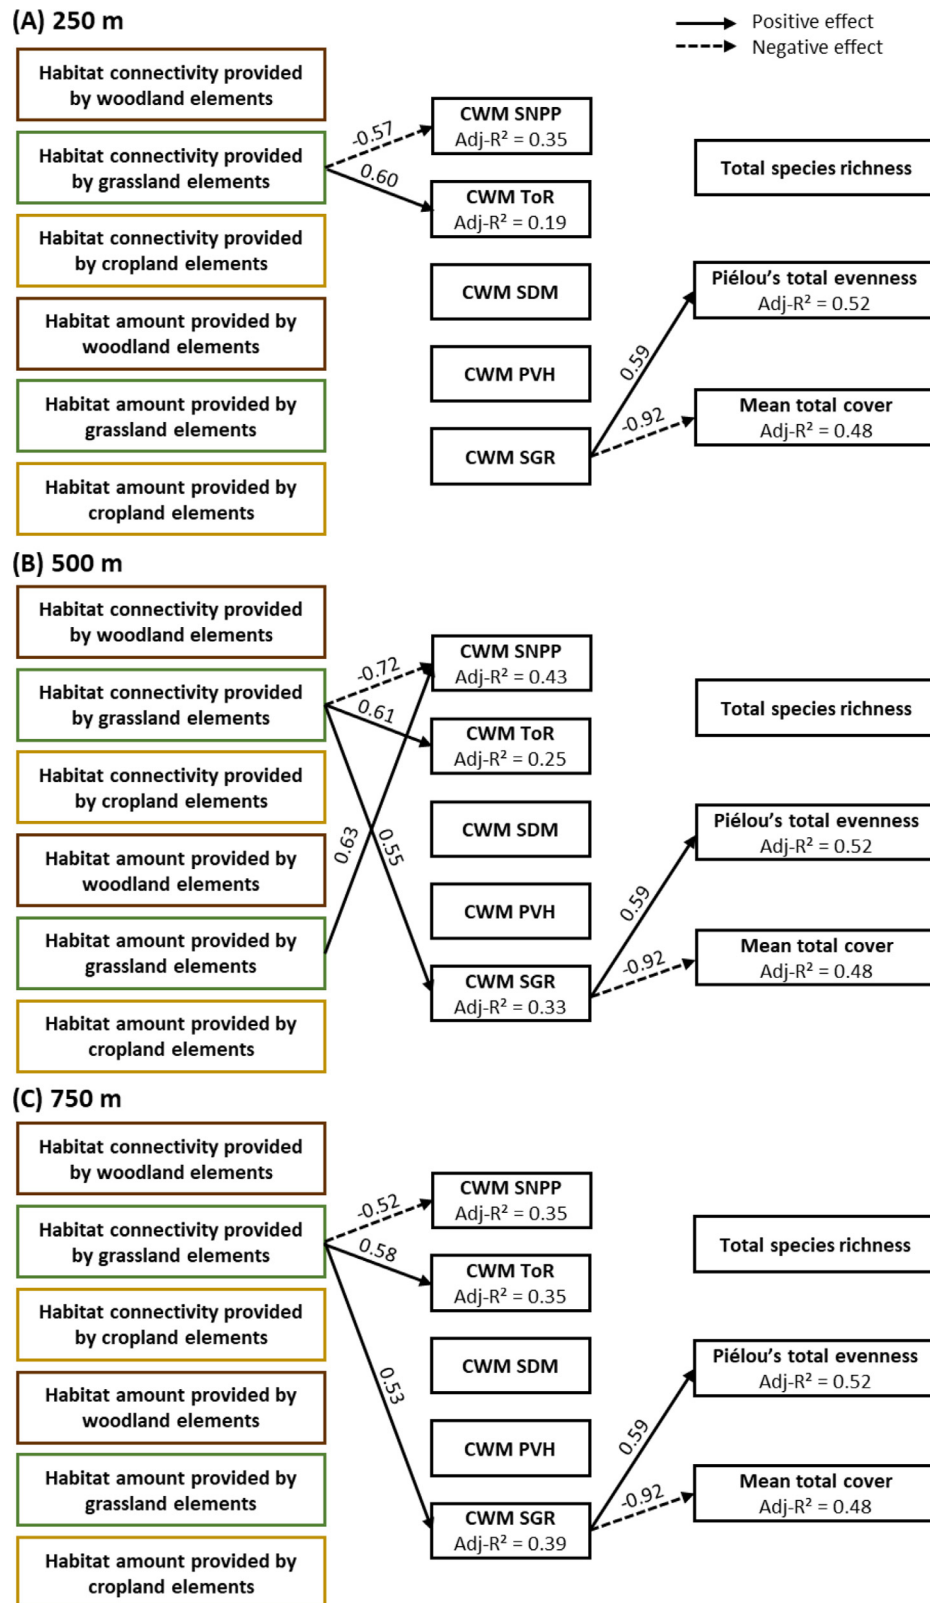 (A) 250 m
Positive effect
Negative effect
Habitat connectivity provided
by woodland elements
Habitat connectivity provided
by grassland elements
Habitat connectivity provided
by cropland elements
Habitat amount provided by
woodland elements
Habitat amount provided by
grassland elements
Habitat amount provided by
cropland elements
-0.57
0.60
CWM SNPP
Adj-R² = 0.35
CWM ToR
Adj-R² = 0.19
CWM SDM
CWM PVH
CWM SGR
0.59
-0.92
Total species richness
Piélou's total evenness
Adj-R² = 0.52
Mean total cover
Adj-R² = 0.48
(B) 500 m
Habitat connectivity provided
by woodland elements
Habitat connectivity provided
by grassland elements
Habitat connectivity provided
by cropland elements
Habitat amount provided by
woodland elements
Habitat amount provided by
grassland elements
Habitat amount provided by
cropland elements
-0.72
0.61
0.63
0.55
CWM SNPP
Adj-R² = 0.43
CWM ToR
Adj-R² = 0.25
CWM SDM
CWM PVH
CWM SGR
Adj-R² = 0.33
0.59
-0.92
Total species richness
Piélou's total evenness
Adj-R² = 0.52
Mean total cover
Adj-R² = 0.48
(C) 750 m
Habitat connectivity provided
by woodland elements
Habitat connectivity provided
by grassland elements
Habitat connectivity provided
by cropland elements
Habitat amount provided by
woodland elements
Habitat amount provided by
grassland elements
Habitat amount provided by
cropland elements
-0.52
0.58
0.53
CWM SNPP
Adj-R² = 0.35
CWM ToR
Adj-R² = 0.35
CWM SDM
CWM PVH
CWM SGR
Adj-R² = 0.39
0.59
-0.92
Total species richness
Piélou's total evenness
Adj-R² = 0.52
Mean total cover
Adj-R² = 0.48